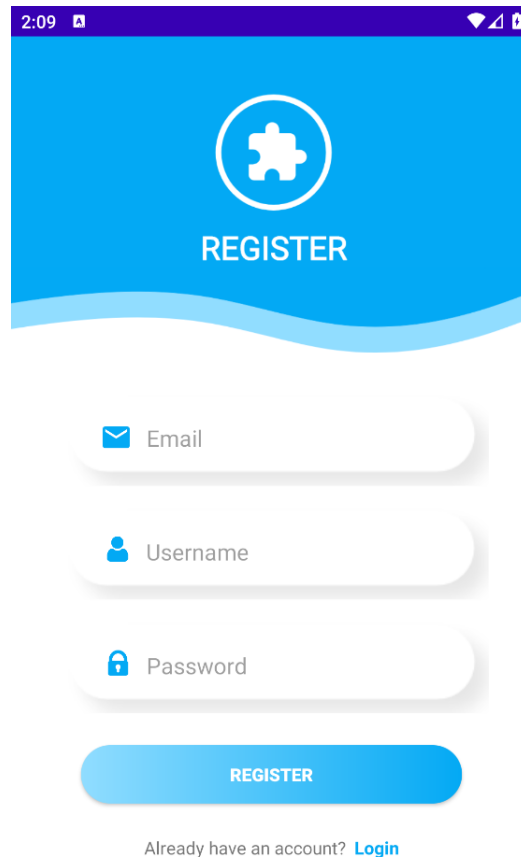 2:09
REGISTER
Email
Username
Password
REGISTER
Already have an account? Login